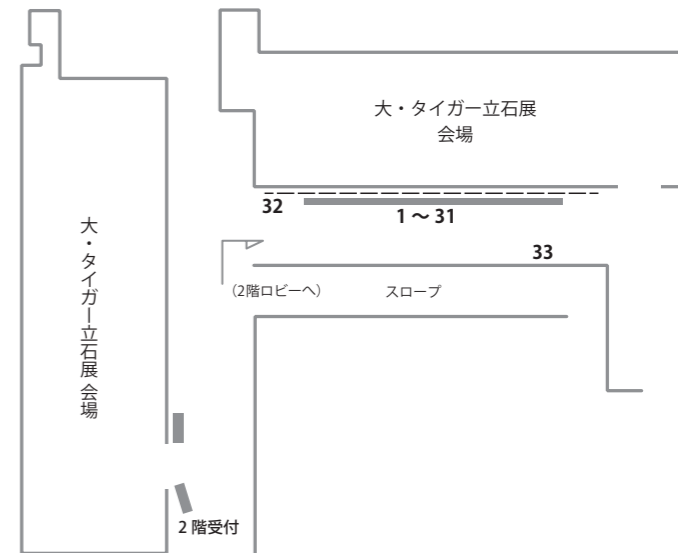 大・タイガー立石展
会場
32
1 ～ 31
33
（2階ロビーへ）
スロープ
大・タイガー立石展 会場
2 階受付